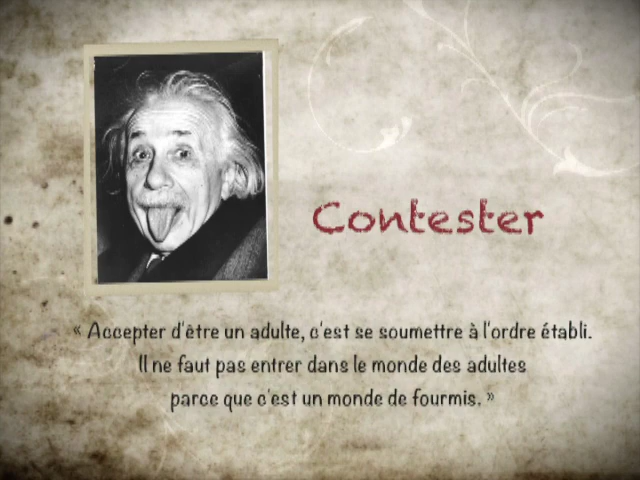 Contester
« Accepter d'être un adulte, c'est se soumettre à l'ordre établi.
Il ne faut pas entrer dans le monde des adultes
parce que c'est un monde de fourmis. »